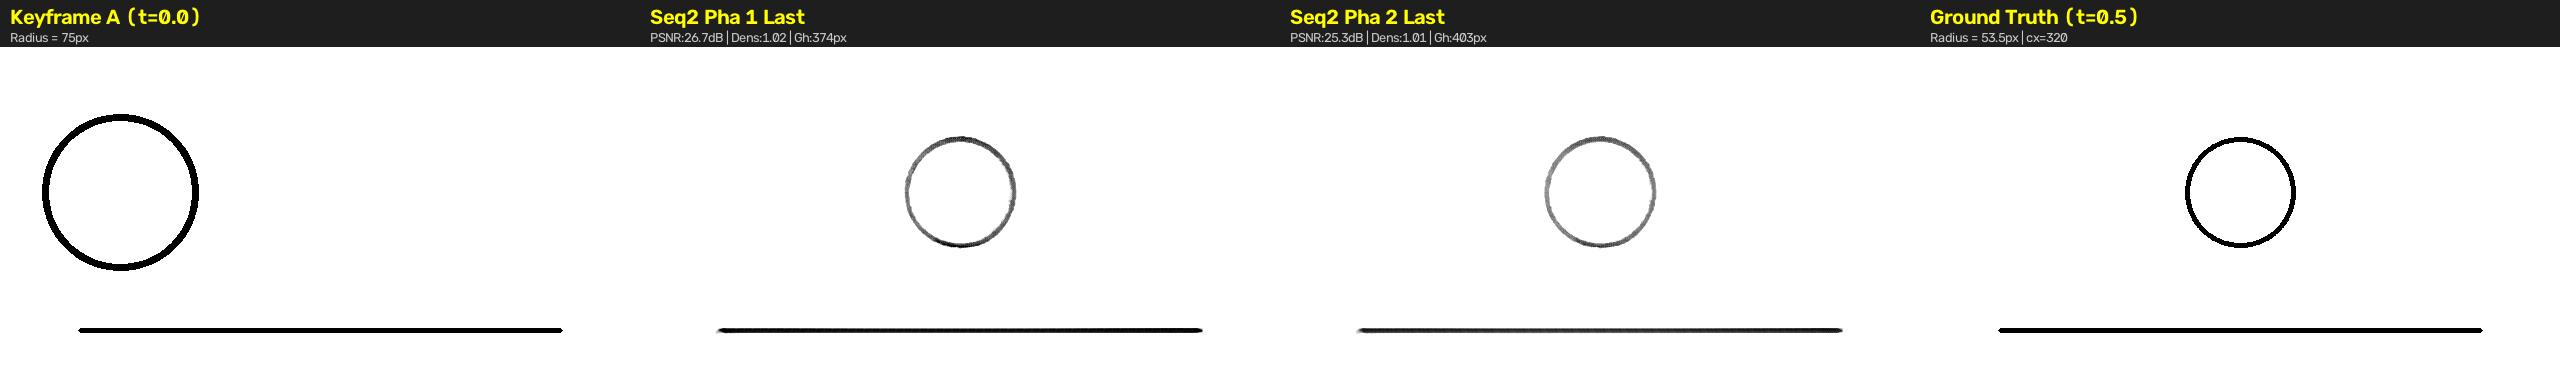 Keyframe A (t=0.0)
Radius = 75px
Seq2 Pha 1 Last
PSNR:26.7dB | Dens:1.02 | Gh:374px
Seq2 Pha 2 Last
PSNR:25.3dB | Dens:1.01 | Gh:403px
Ground Truth (t=0.5)
Radius = 53.5px | cx=320